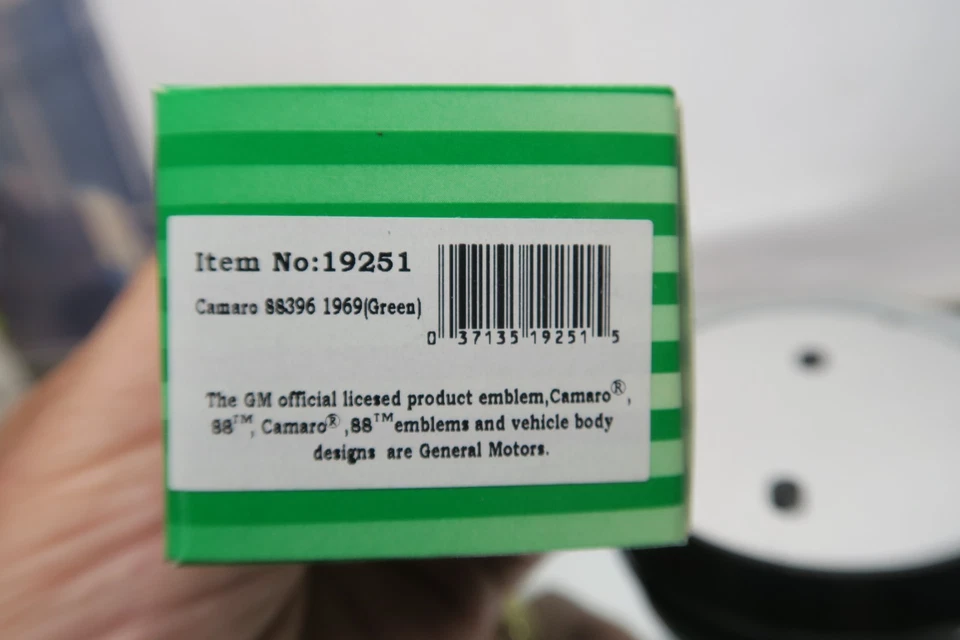 Item No:19251
Camaro 88396 1969(Green)
0 37135 19251 5
The GM official licesed product emblem,Camaro®,
88™, Camaro® ,88™emblems and vehicle body
designs are General Motors.